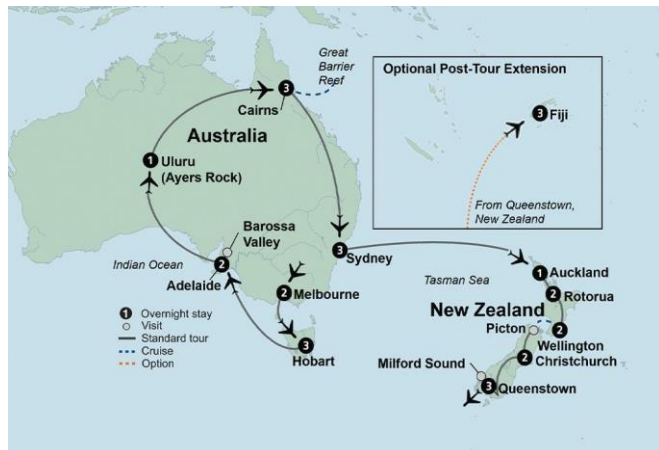 Great
Barrier
Reef
Optional Post-Tour Extension
3
Cairns
3 Fiji
Australia
1 Uluru
(Ayers Rock)
From Queenstown,
New Zealand
Barossa
Valley
3
Sydney
Indian Ocean
2
Adelaide
Tasman Sea
1 Auckland
2 Melbourne
2 Rotorua
New Zealand
1 Overnight stay
Visit
Standard tour
Cruise
Option
Picton
2
Wellington
3
Hobart
2 Christchurch
Milford Sound
3 Queenstown